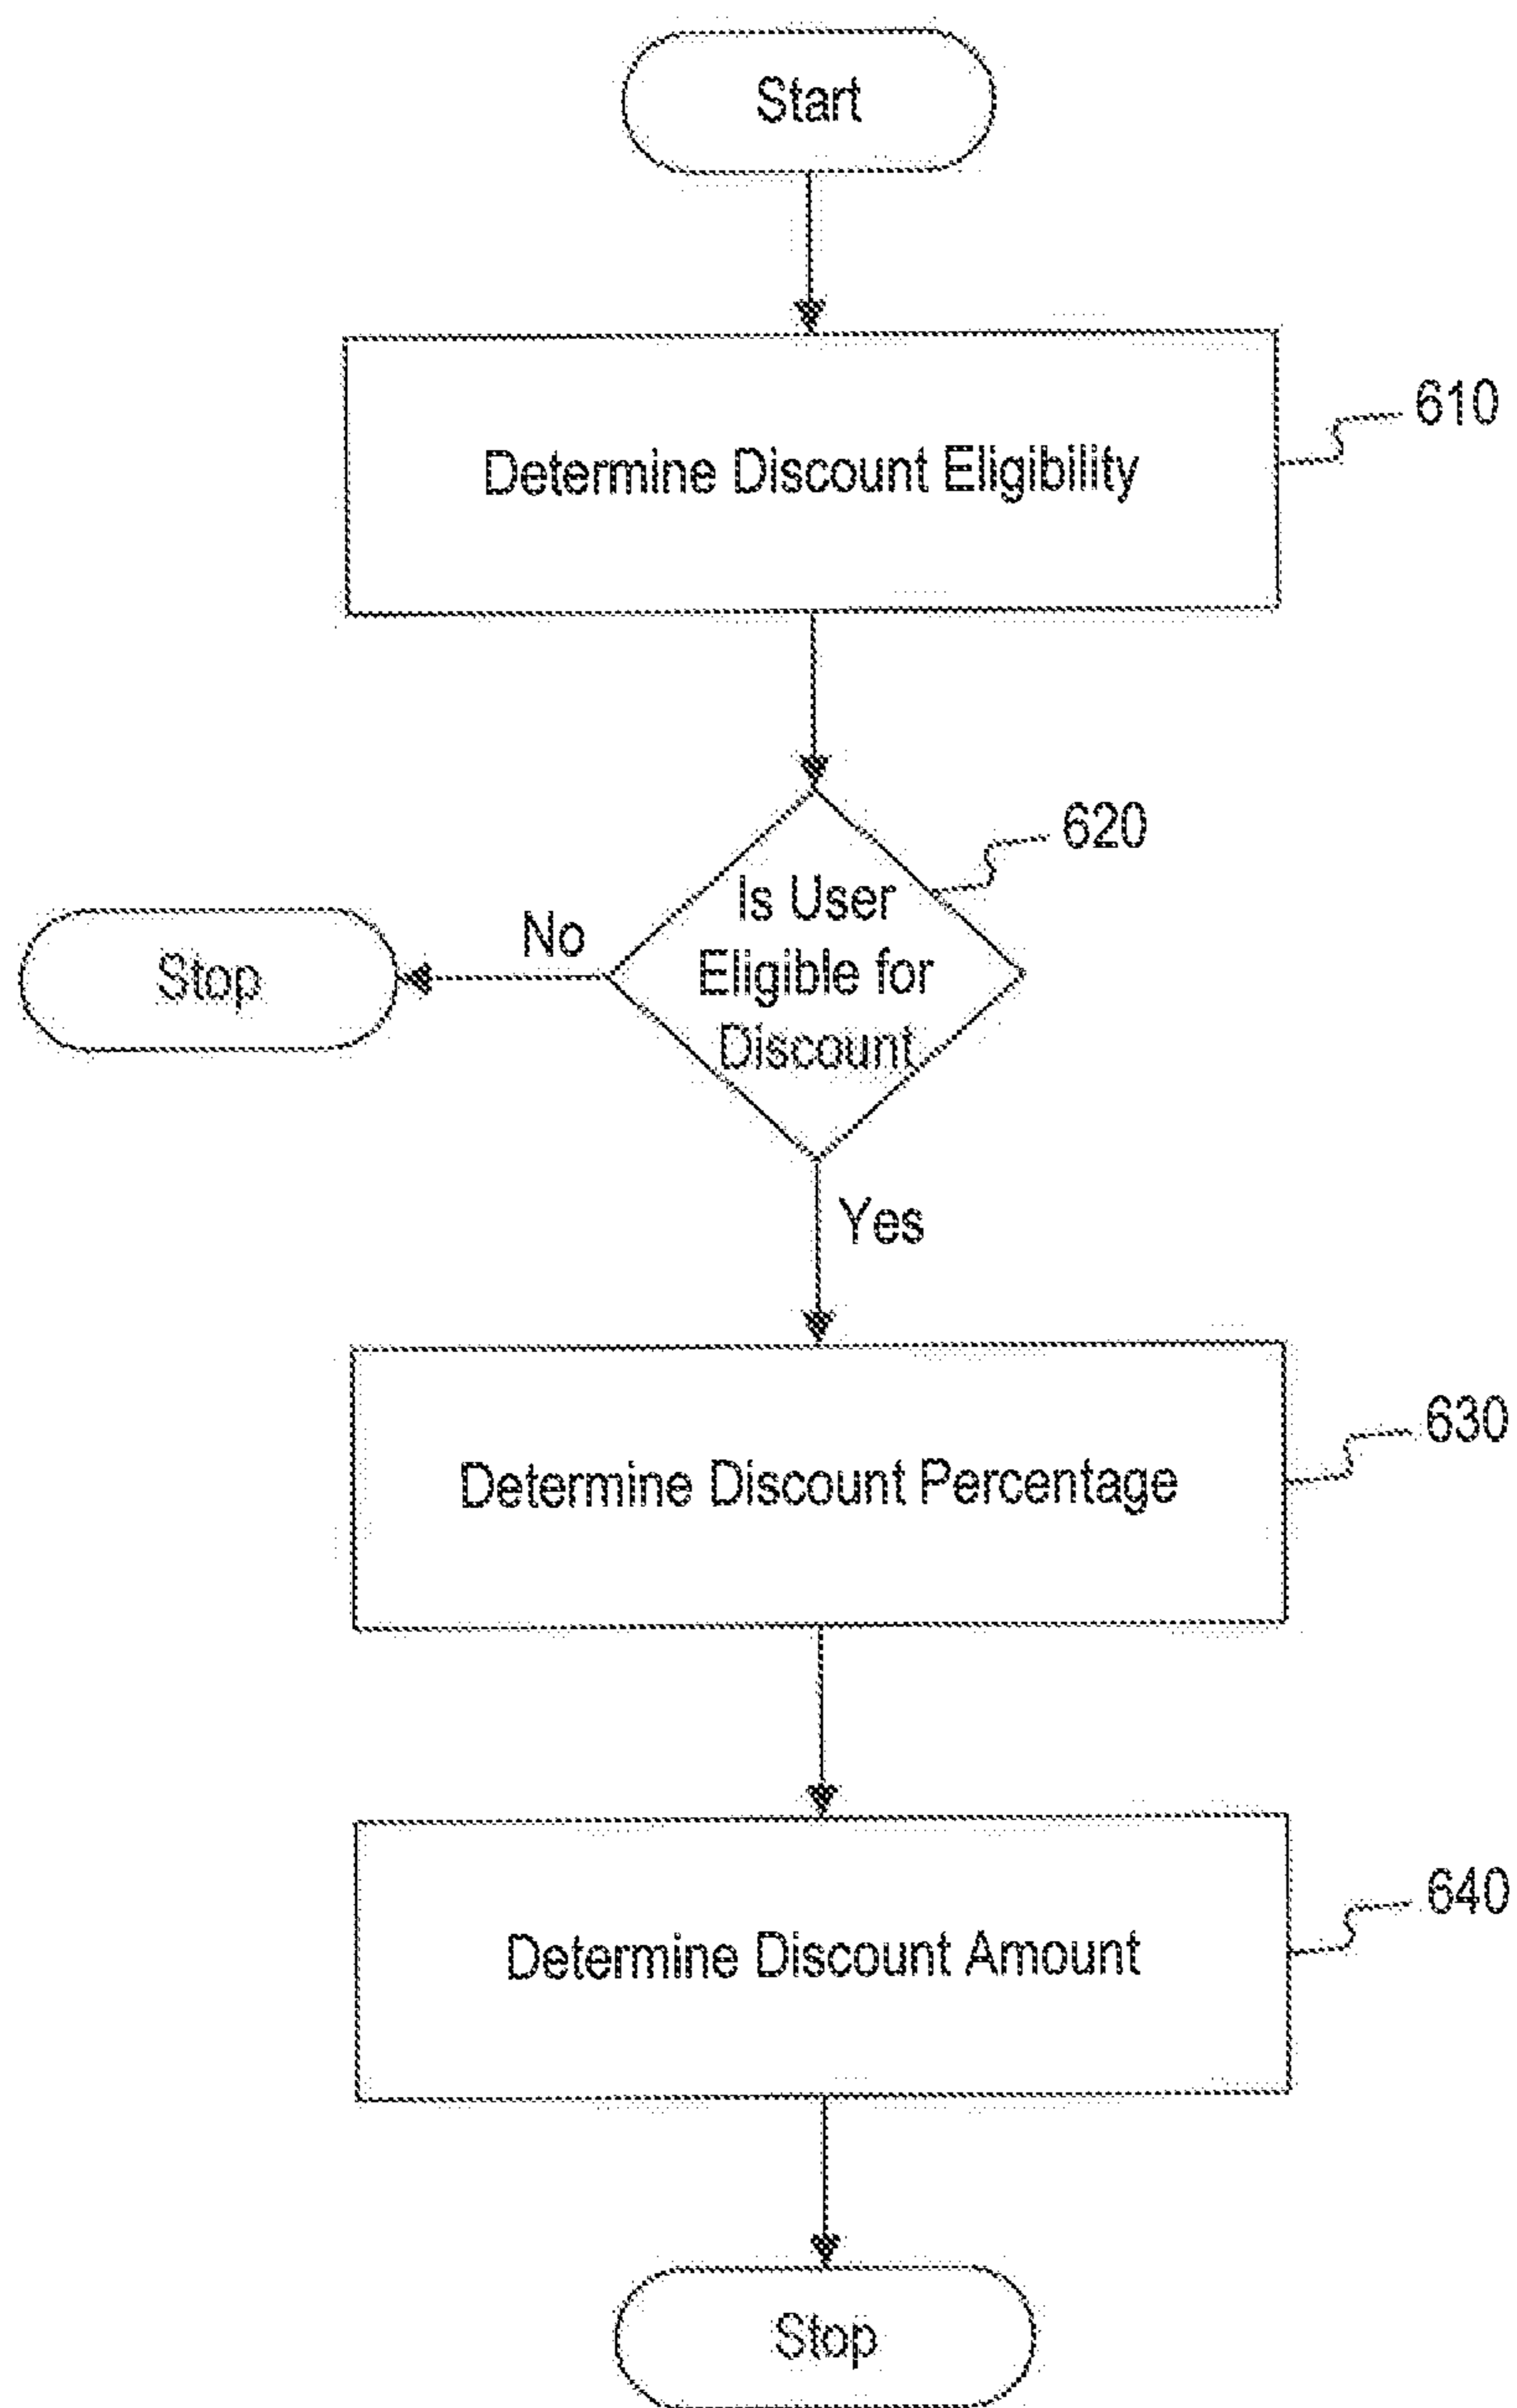 Start
Determine Discount Eligibility
610
620
Is User
Eligible for
Discount
No
Stop
Yes
Determine Discount Percentage
630
Determine Discount Amount
640
Stop